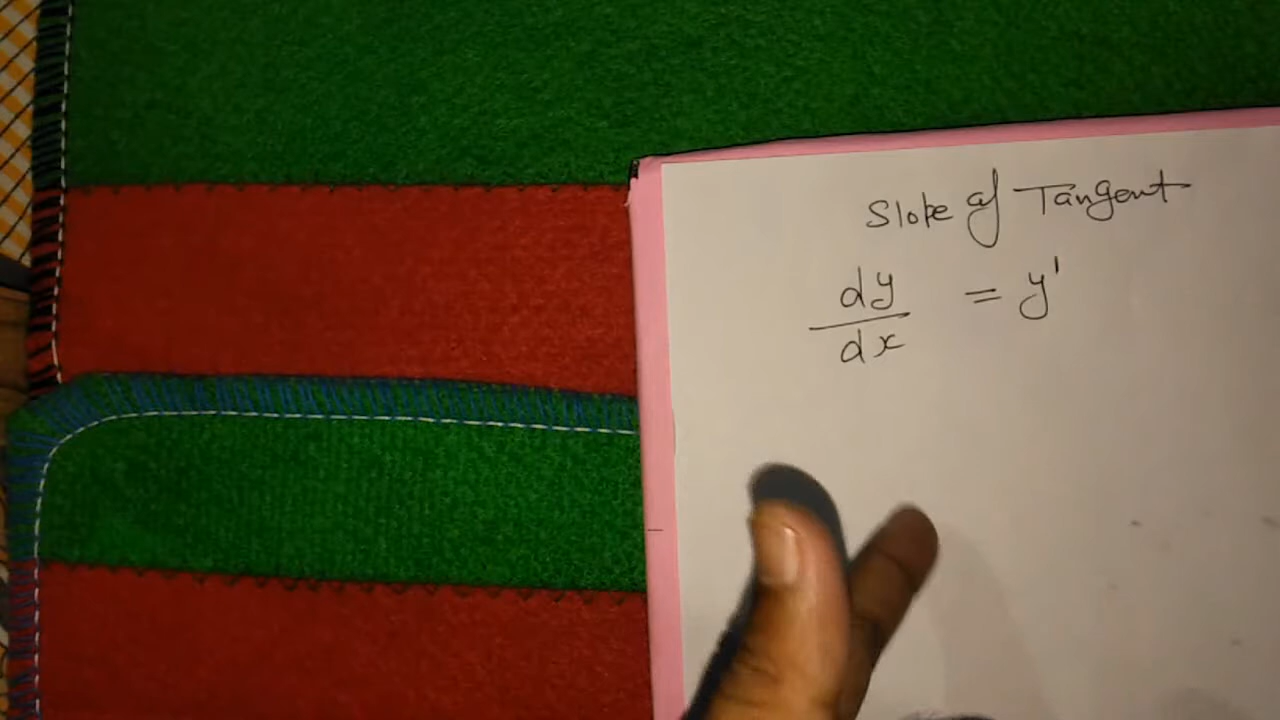 Slope of Tangent
dy/dx = y'